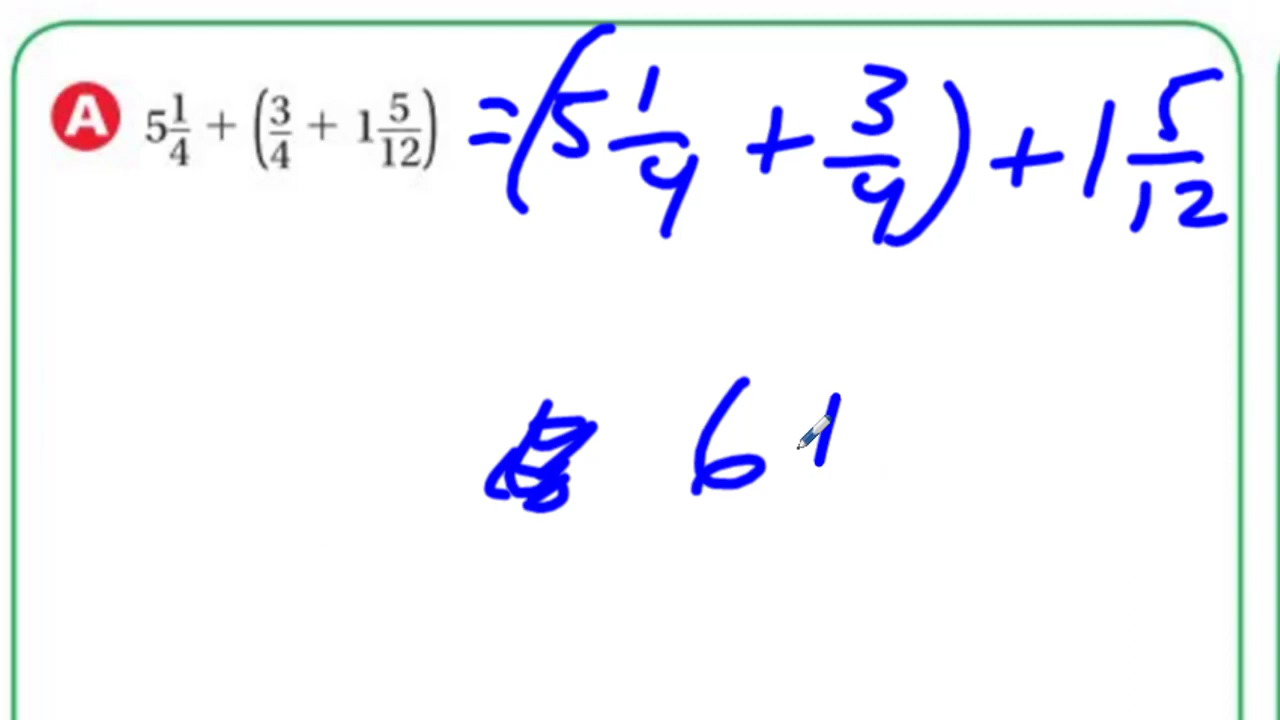 A 5 1/4 + (3/4 + 1 5/12) = (5 1/4 + 3/4) + 1 5/12
6 1